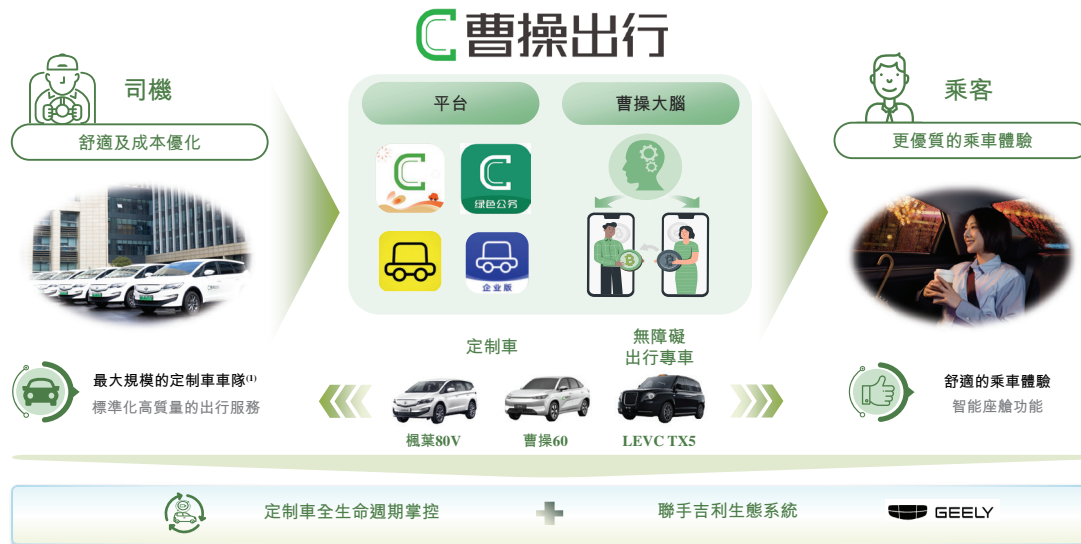 曹操出行
司機
舒適及成本優化
平台
曹操大腦
绿色公务
企业版
乘客
更優質的乘車體驗
定制車
無障礙
出行專車
最大規模的定制車車隊(1)
標準化高質量的出行服務
楓葉80V
曹操60
LEVC TX5
舒適的乘車體驗
智能座艙功能
定制車全生命週期掌控
聯手吉利生態系統
GEELY